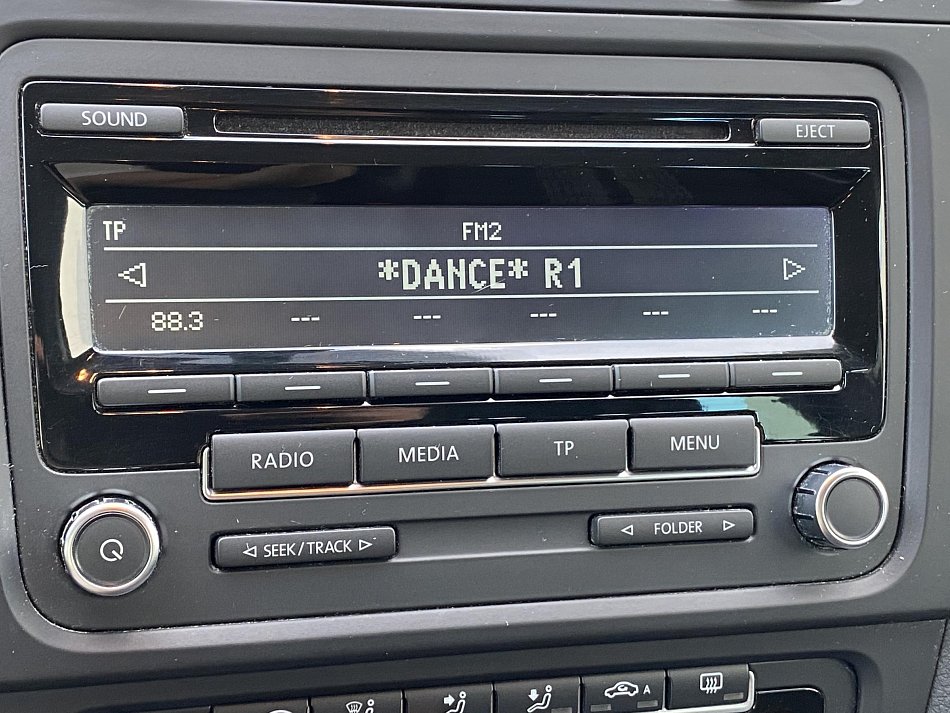 SOUND
EJECT
TP FM2
*DANCE* R1
88.3 --- --- --- --- ---
RADIO MEDIA TP MENU
SEEK/TRACK FOLDER
A